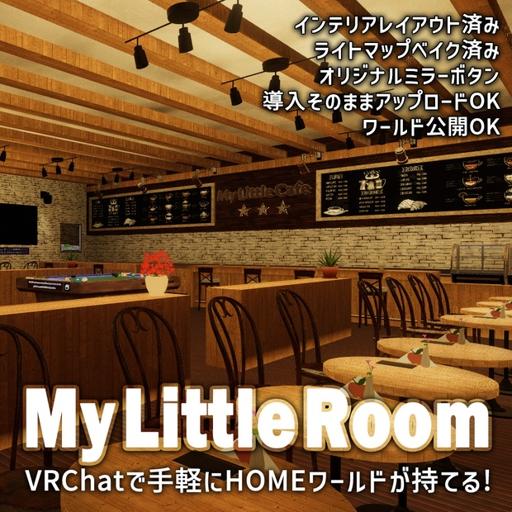 インテリアレイアウト済み
ライトマップベイク済み
オリジナルミラーボタン
導入そのままアップロードOK
ワールド公開OK
My Little Cafe
My Little Room
VRChatで手軽にHOMEワールドが持てる!